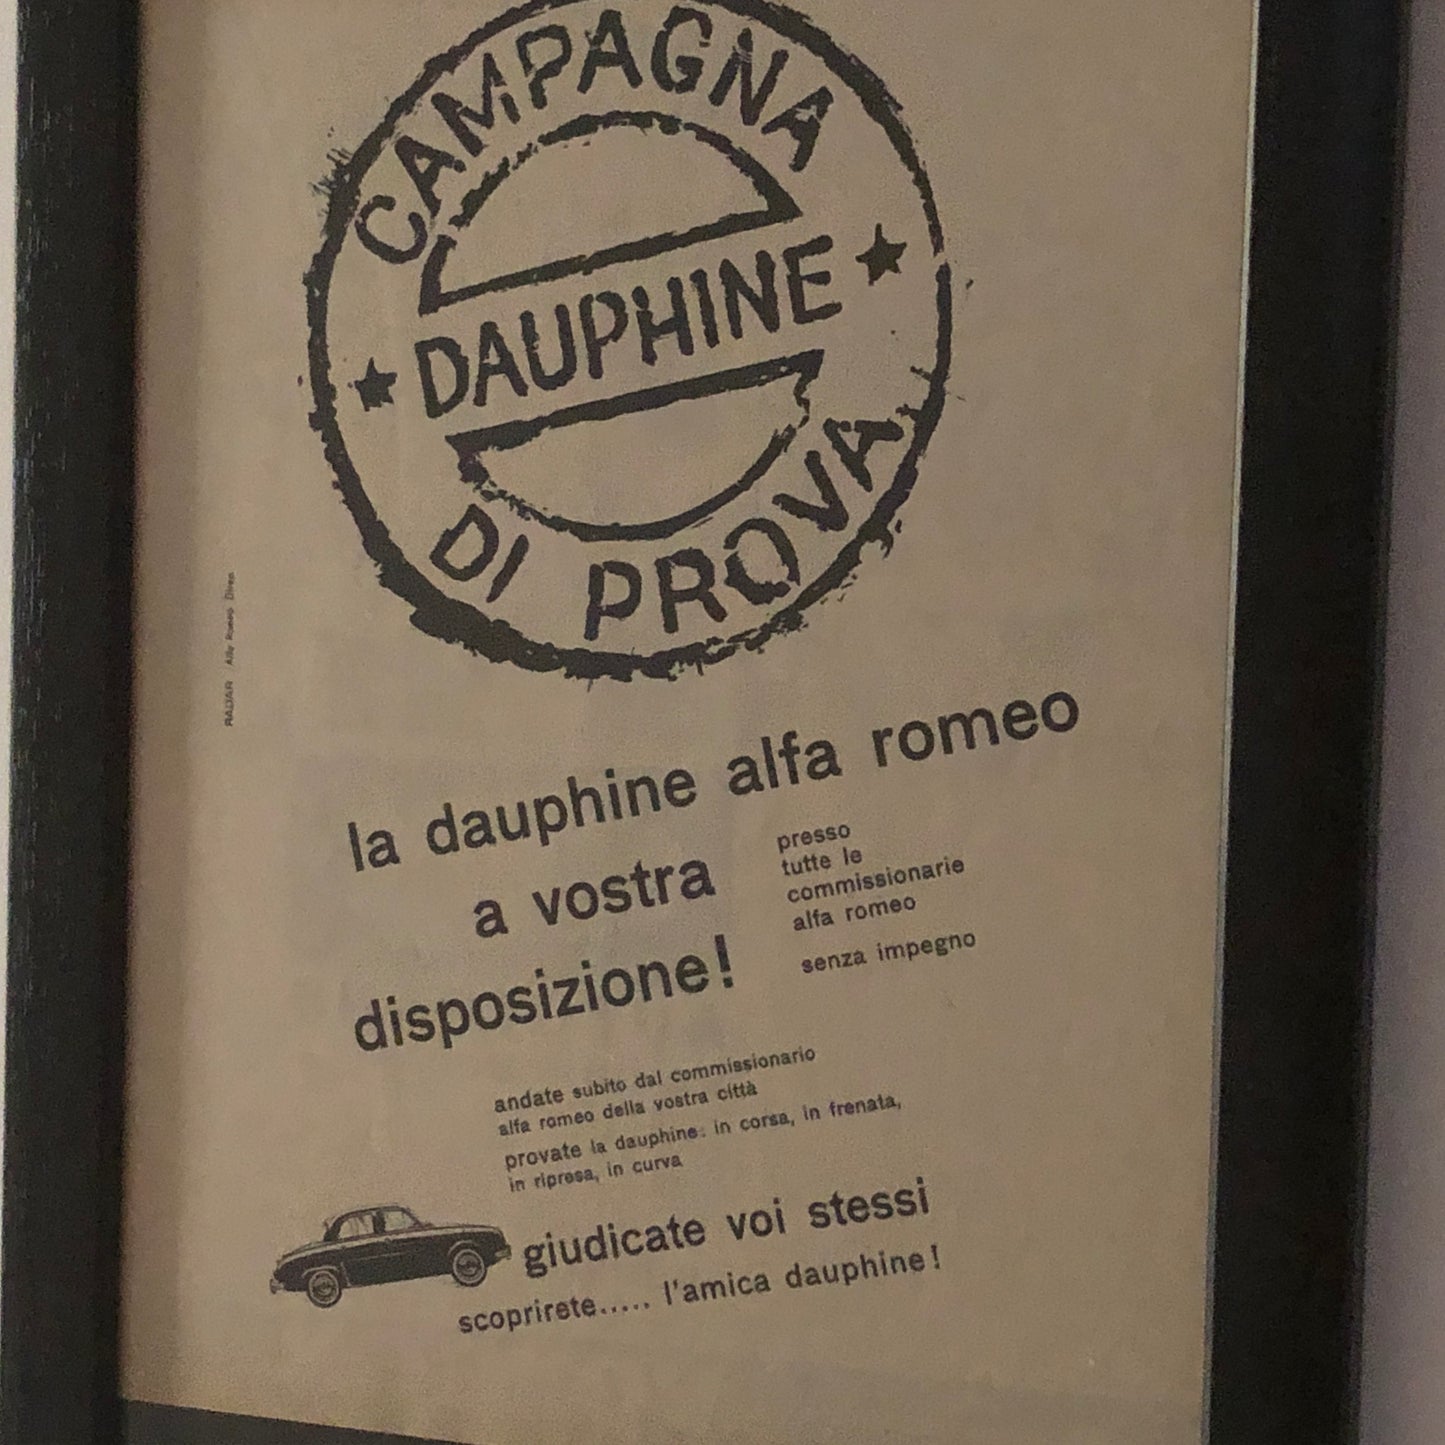 CAMPAGNA
DAUPHINE
DI PROVA
la dauphine alfa romeo
a vostra
disposizione!
presso
tutte le
commissionarie
alfa romeo
senza impegno
andate subito dal commissionario
alfa romeo della vostra città
provate la dauphine: in corsa, in frenata,
in ripresa, in curva
giudicate voi stessi
scoprirete..... l'amica dauphine!
Alfa Romeo